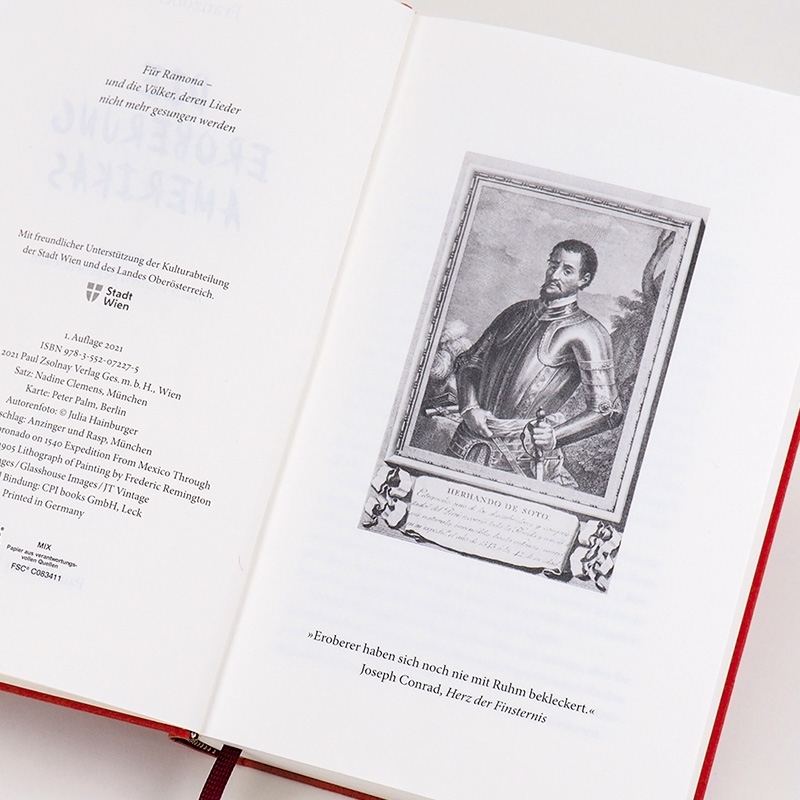 Für Ramona –
und die Völker, deren Lieder
nicht mehr gesungen werden
Mit freundlicher Unterstützung der Kulturabteilung
der Stadt Wien und des Landes Oberösterreich.
Stadt
Wien
1. Auflage 2021
ISBN 978-3-552-07227-5
2021 Paul Zsolnay Verlag Ges. m. b. H., Wien
Satz: Nadine Clemens, München
Karte: Peter Palm, Berlin
Autorenfoto: © Julia Hainburger
Anzinger und Rasp, München
on 1540 Expedition From Mexico Through
1905 Lithograph of Painting by Frederic Remington
Glasshouse Images / JT Vintage
Bindung: CPI books GmbH, Leck
Printed in Germany
MIX
Papier aus verantwortungs-
vollen Quellen
FSC® C083411
HERNANDO DE SOTO
»Eroberer haben sich noch nie mit Ruhm bekleckert.«
Joseph Conrad, Herz der Finsternis